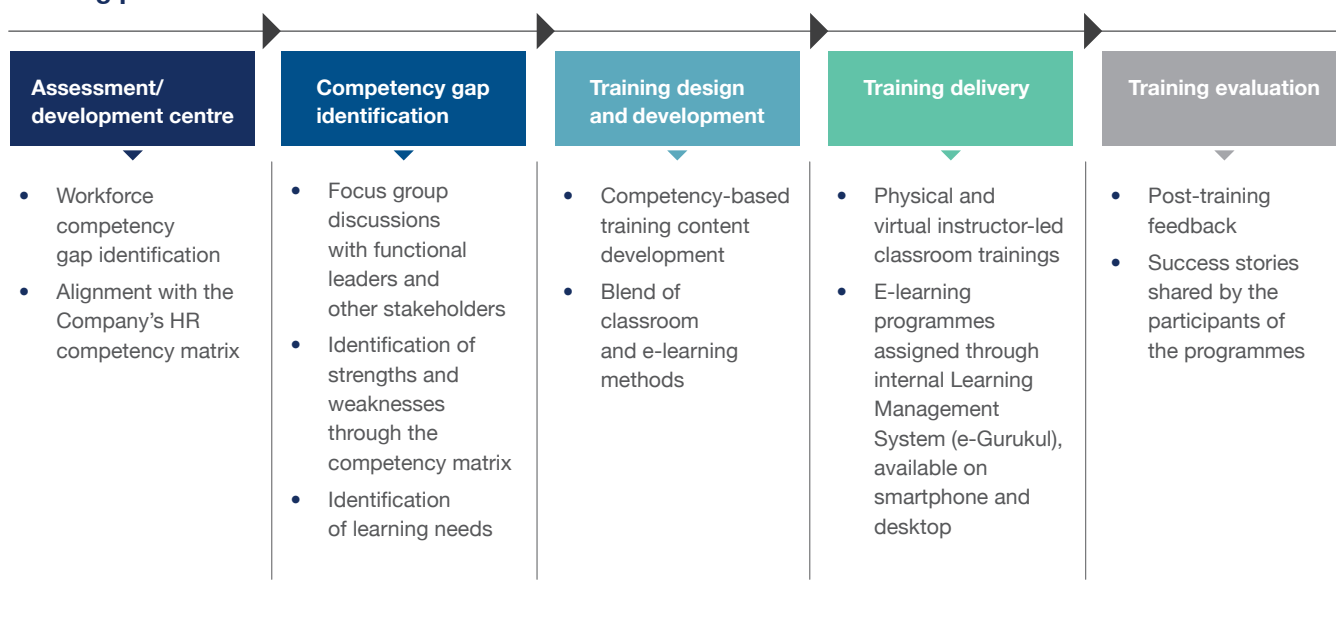 Assessment/
development centre
• Workforce
competency
gap identification
• Alignment with the
Company’s HR
competency matrix
Competency gap
identification
• Focus group
discussions
with functional
leaders and
other stakeholders
• Identification of
strengths and
weaknesses
through the
competency matrix
• Identification
of learning needs
Training design
and development
• Competency-based
training content
development
• Blend of
classroom
and e-learning
methods
Training delivery
• Physical and
virtual instructor-led
classroom trainings
• E-learning
programmes
assigned through
internal Learning
Management
System (e-Gurukul),
available on
smartphone and
desktop
Training evaluation
• Post-training
feedback
• Success stories
shared by the
participants of
the programmes